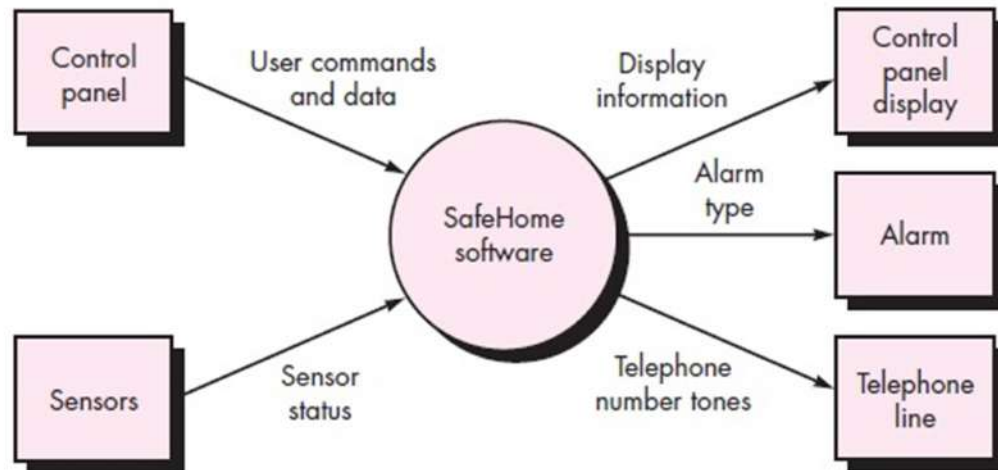 Control
panel
User commands
and data
Display
information
Control
panel
display
SafeHome
software
Alarm
type
Alarm
Sensors
Sensor
status
Telephone
number tones
Telephone
line